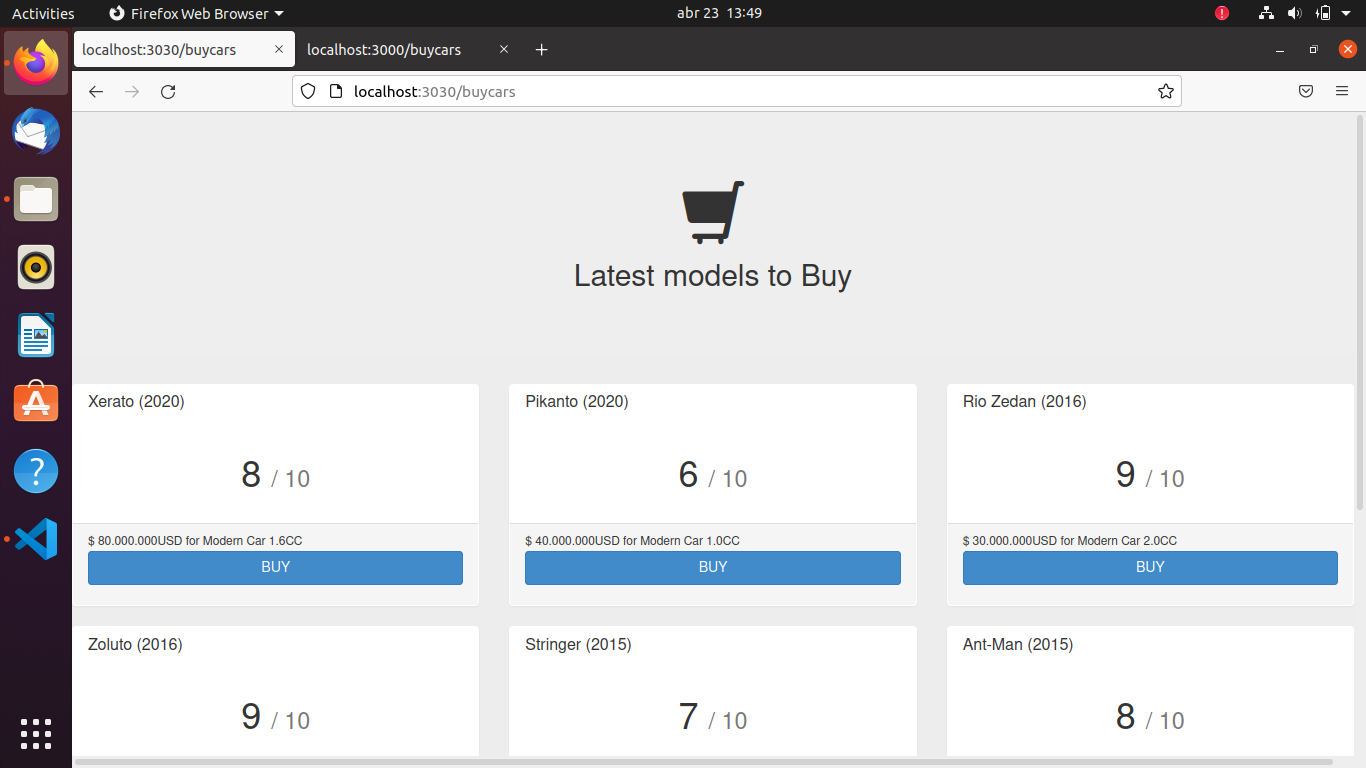 Activities
Firefox Web Browser
abr 23 13:49
localhost:3030/buycars
localhost:3000/buycars
localhost:3030/buycars
Latest models to Buy
Xerato (2020)
8 / 10
$ 80.000.000USD for Modern Car 1.6CC
BUY
Pikanto (2020)
6 / 10
$ 40.000.000USD for Modern Car 1.0CC
BUY
Rio Zedan (2016)
9 / 10
$ 30.000.000USD for Modern Car 2.0CC
BUY
Zoluto (2016)
9 / 10
Stringer (2015)
7 / 10
Ant-Man (2015)
8 / 10